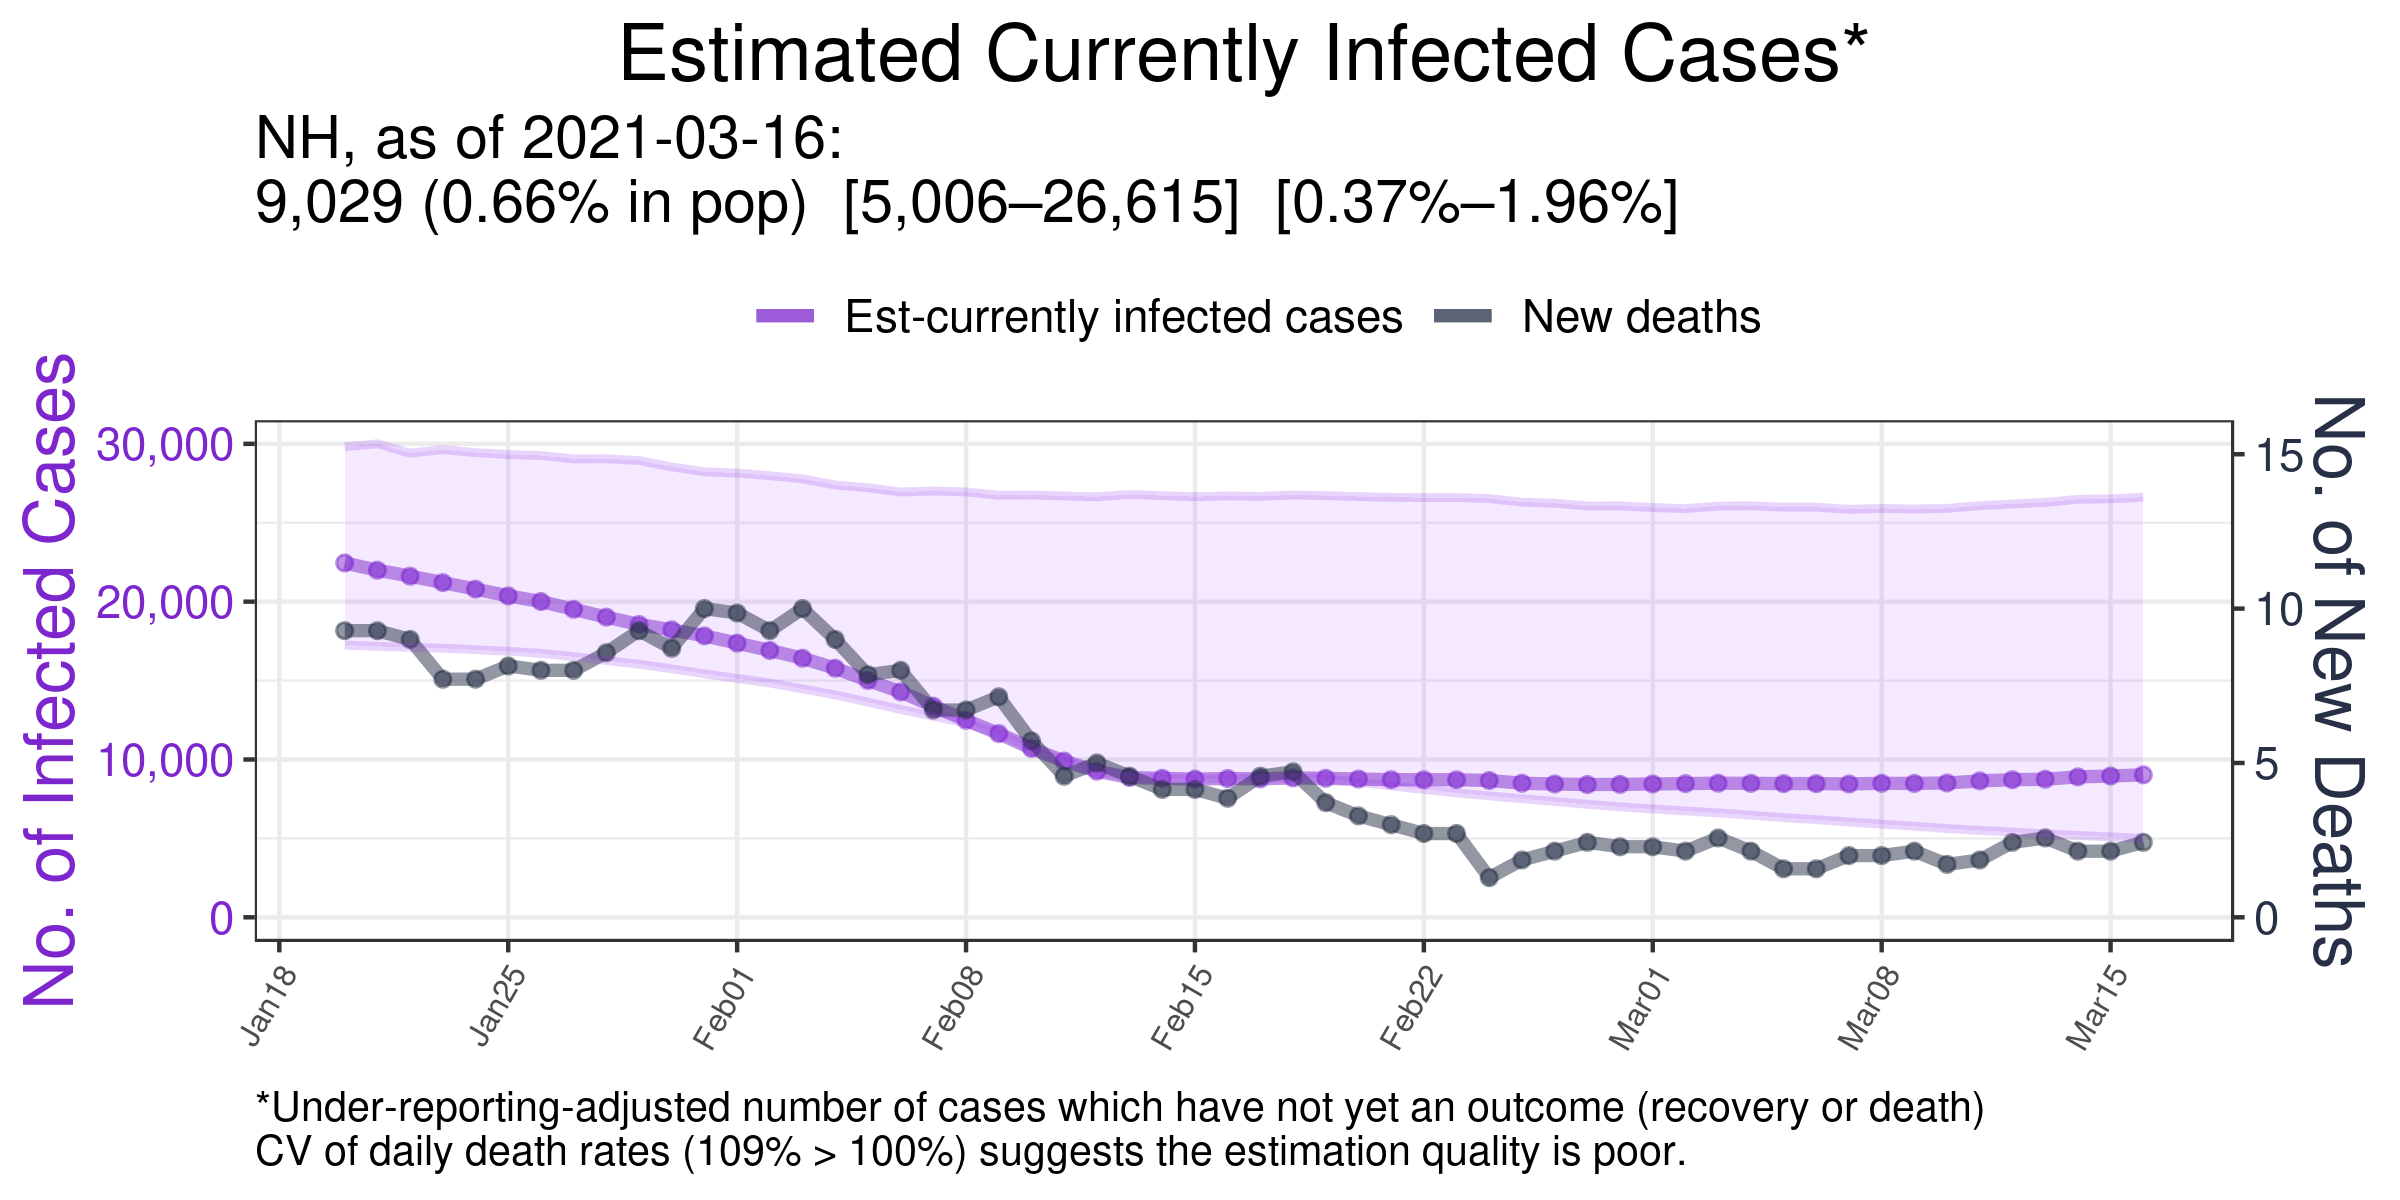 Estimated Currently Infected Cases*
NH, as of 2021-03-16:
9,029 (0.66% in pop)  [5,006–26,615]  [0.37%–1.96%]
Est-currently infected cases
New deaths
No. of Infected Cases
30,000
20,000
10,000
0
15
10
5
0
No. of New Deaths
Jan18
Jan25
Feb01
Feb08
Feb15
Feb22
Mar01
Mar08
Mar15
*Under-reporting-adjusted number of cases which have not yet an outcome (recovery or death)
CV of daily death rates (109% > 100%) suggests the estimation quality is poor.